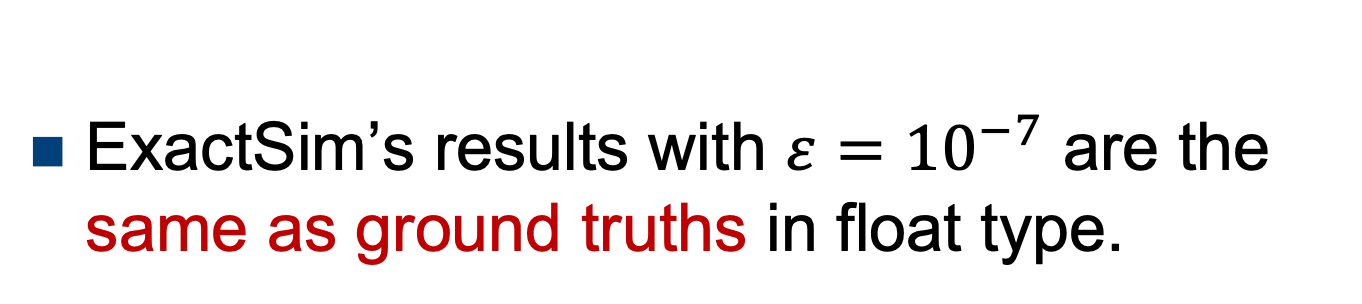 ■ ExactSim’s results with 𝜀 = 10⁻⁷ are the
same as ground truths in float type.